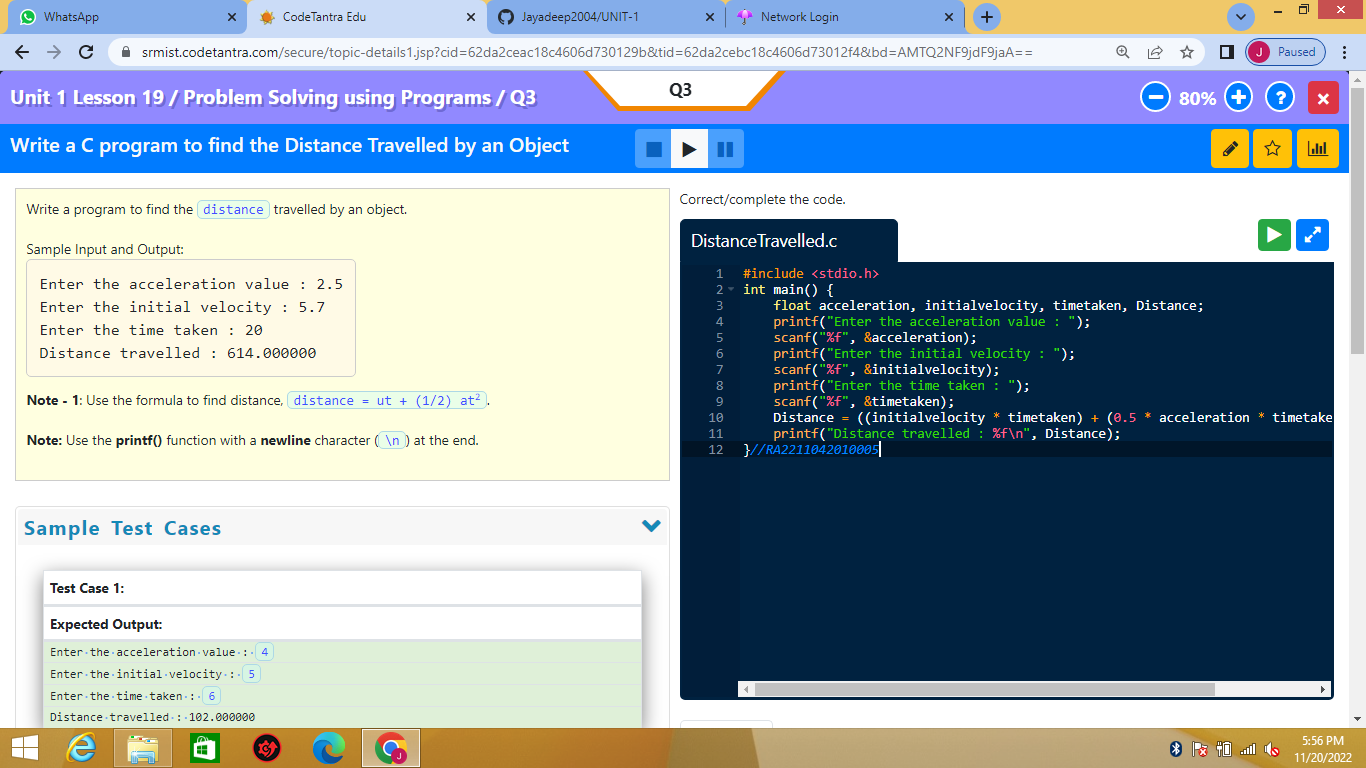 WhatsApp
CodeTantra Edu
Jayadeep2004/UNIT-1
Network Login
srmist.codetantra.com/secure/topic-details1.jsp?cid=62da2ceac18c4606d730129b&tid=62da2cebc18c4606d73012f4&bd=AMTQ2NF9jdF9jaA==
J Paused
Unit 1 Lesson 19 / Problem Solving using Programs / Q3
Q3
80%
?
Write a C program to find the Distance Travelled by an Object
Write a program to find the distance travelled by an object.
Sample Input and Output:
Enter the acceleration value : 2.5
Enter the initial velocity : 5.7
Enter the time taken : 20
Distance travelled : 614.000000
Note - 1: Use the formula to find distance, distance = ut + (1/2) at².
Note: Use the printf() function with a newline character ( \n ) at the end.
Sample Test Cases
Test Case 1:
Expected Output:
Enter·the·acceleration·value·:· 4
Enter·the·initial·velocity·:· 5
Enter·the·time·taken·:· 6
Distance·travelled·:·102.000000
Correct/complete the code.
DistanceTravelled.c
1 #include <stdio.h>
2 int main() {
3 float acceleration, initialvelocity, timetaken, Distance;
4 printf("Enter the acceleration value : ");
5 scanf("%f", &acceleration);
6 printf("Enter the initial velocity : ");
7 scanf("%f", &initialvelocity);
8 printf("Enter the time taken : ");
9 scanf("%f", &timetaken);
10 Distance = ((initialvelocity * timetaken) + (0.5 * acceleration * timetake
11 printf("Distance travelled : %f\n", Distance);
12 }//RA2211042010005
5:56 PM
11/20/2022